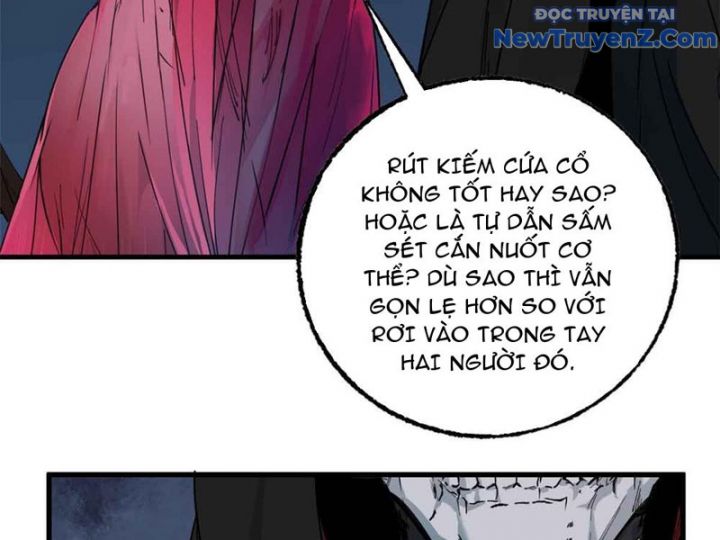 ĐỌC TRUYỆN TẠI
NewTruyenZ.Com
RÚT KIẾM CỨA CỔ
KHÔNG TỐT HAY SAO?
HOẶC LÀ TỰ DẪN SẤM
SÉT CẮN NUỐT CƠ
THỂ? DÙ SAO THÌ VẪN
GỌN LẸ HƠN SO VỚI
RƠI VÀO TRONG TAY
HAI NGƯỜI ĐÓ.